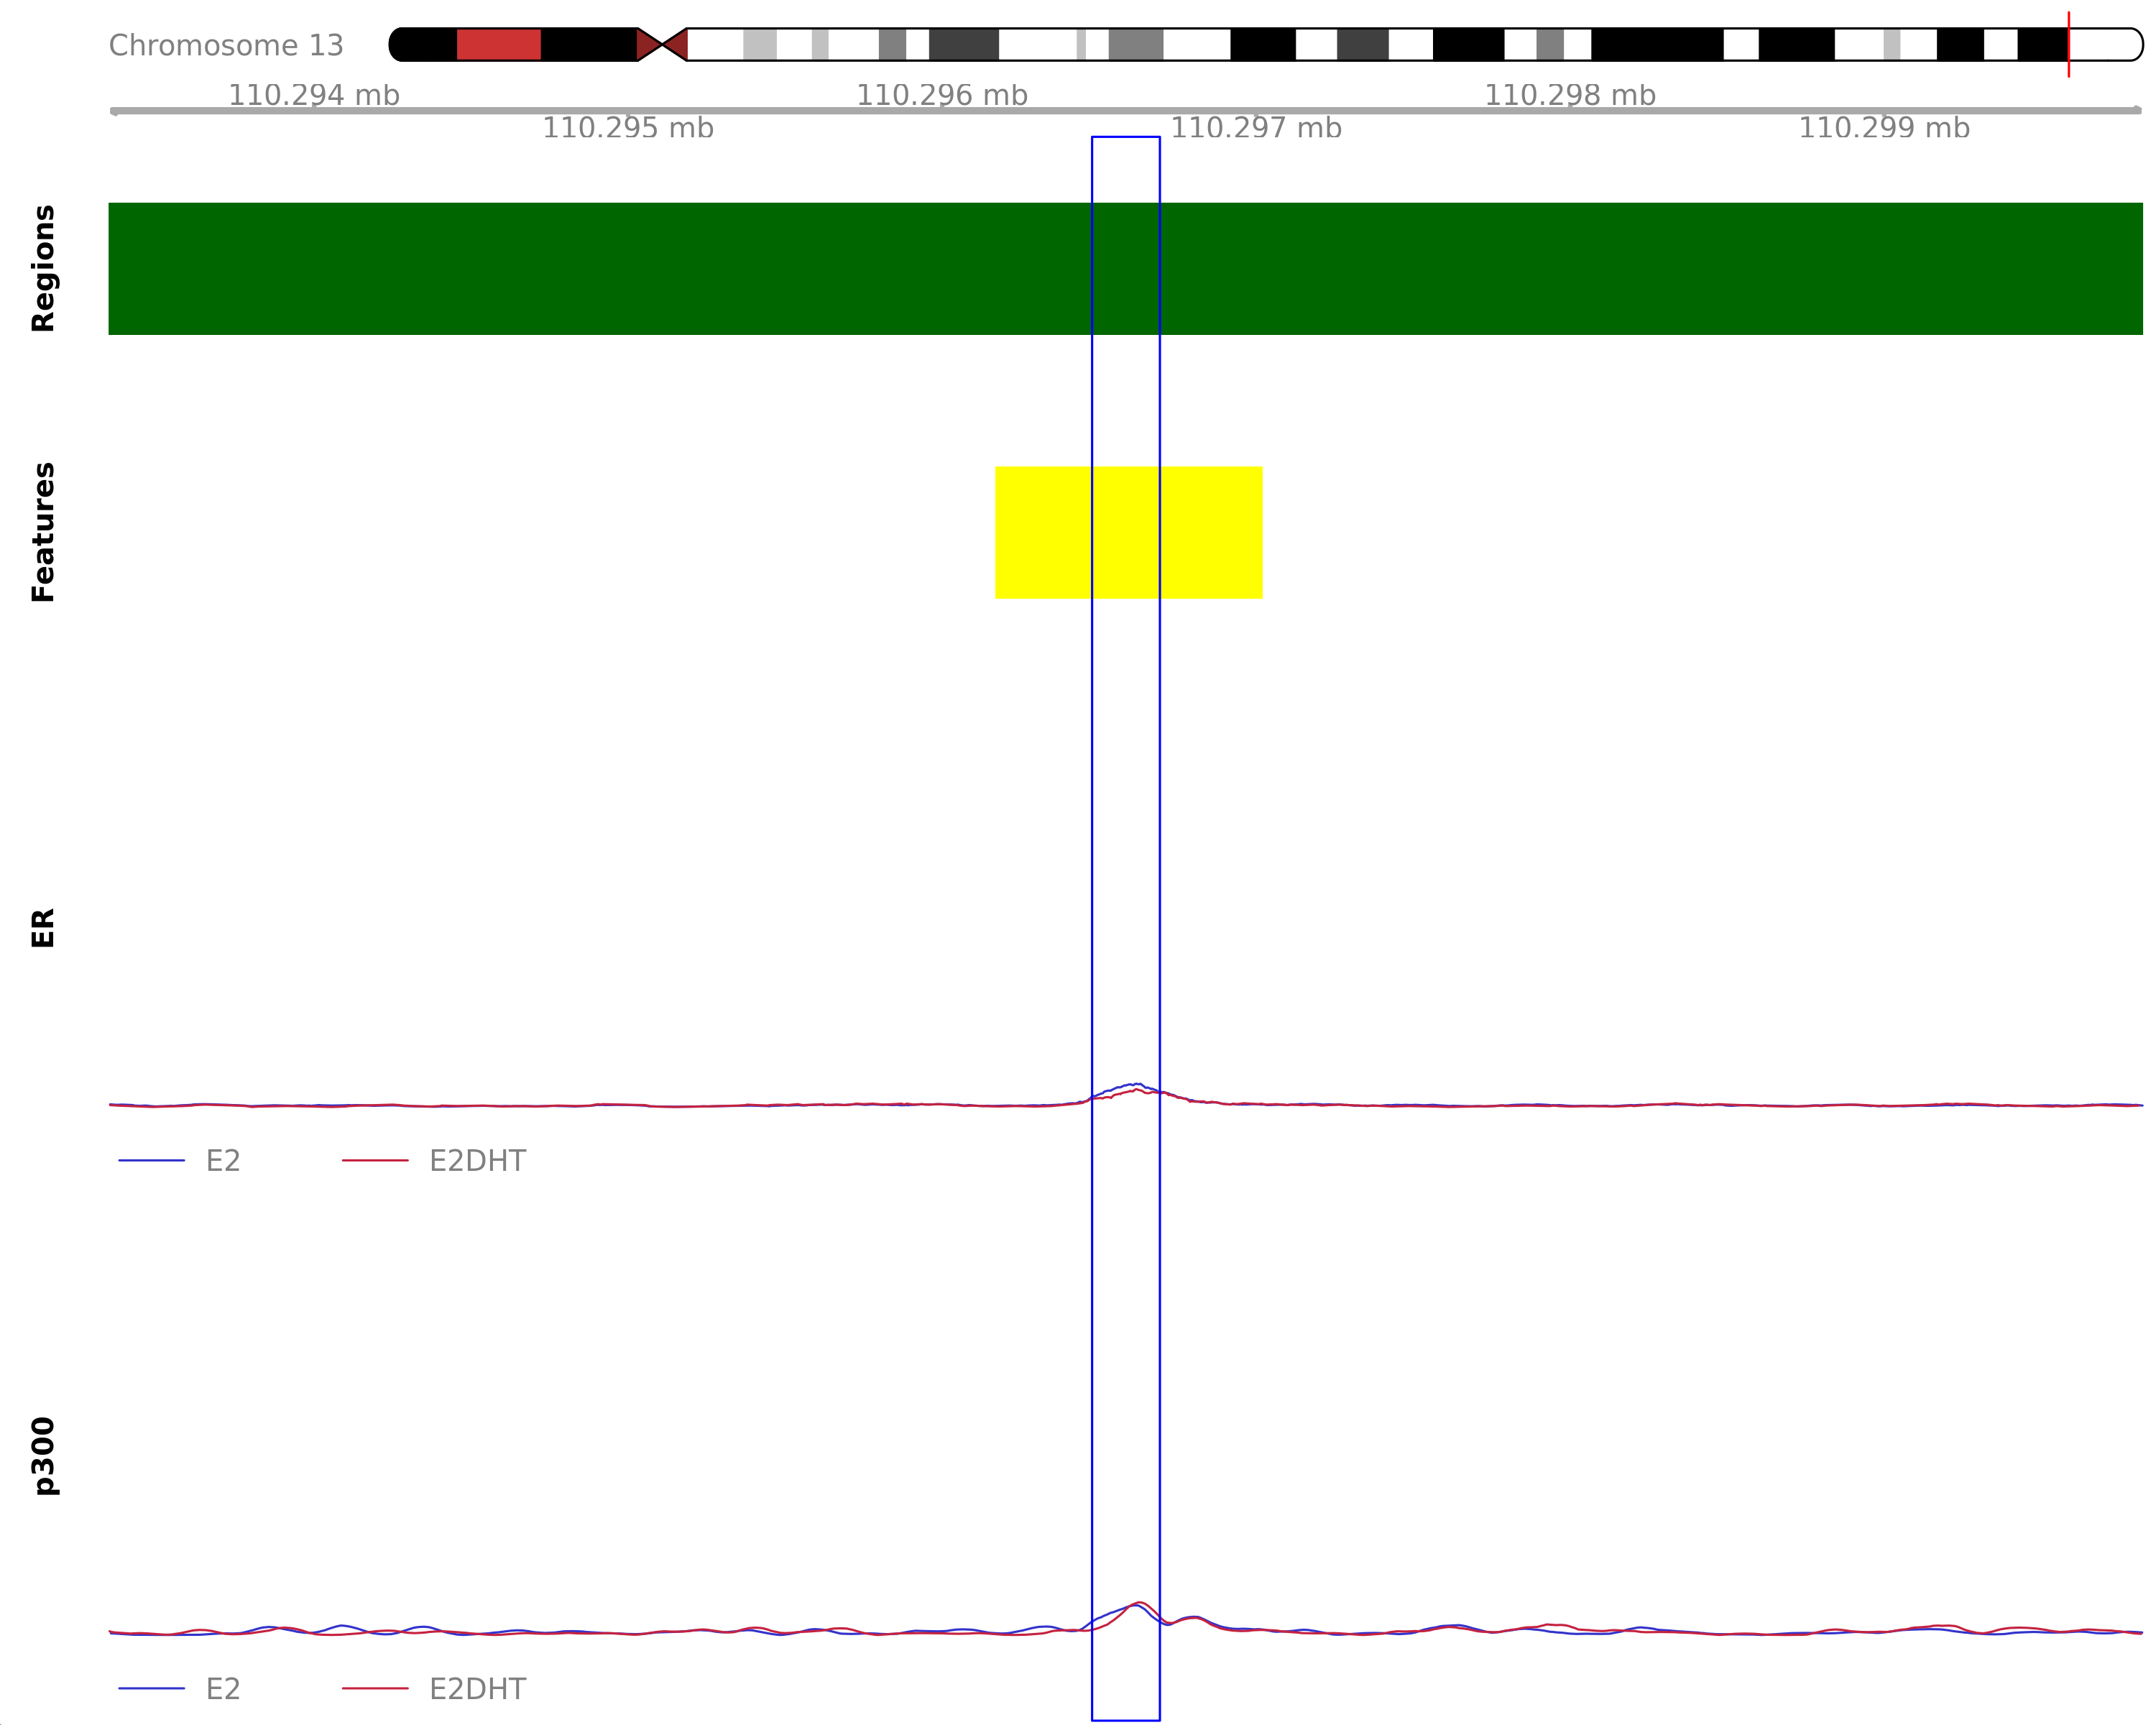 Chromosome 13
110.294 mb
110.296 mb
110.298 mb
110.295 mb
110.297 mb
110.299 mb
Regions
Features
ER
E2
E2DHT
p300
E2
E2DHT